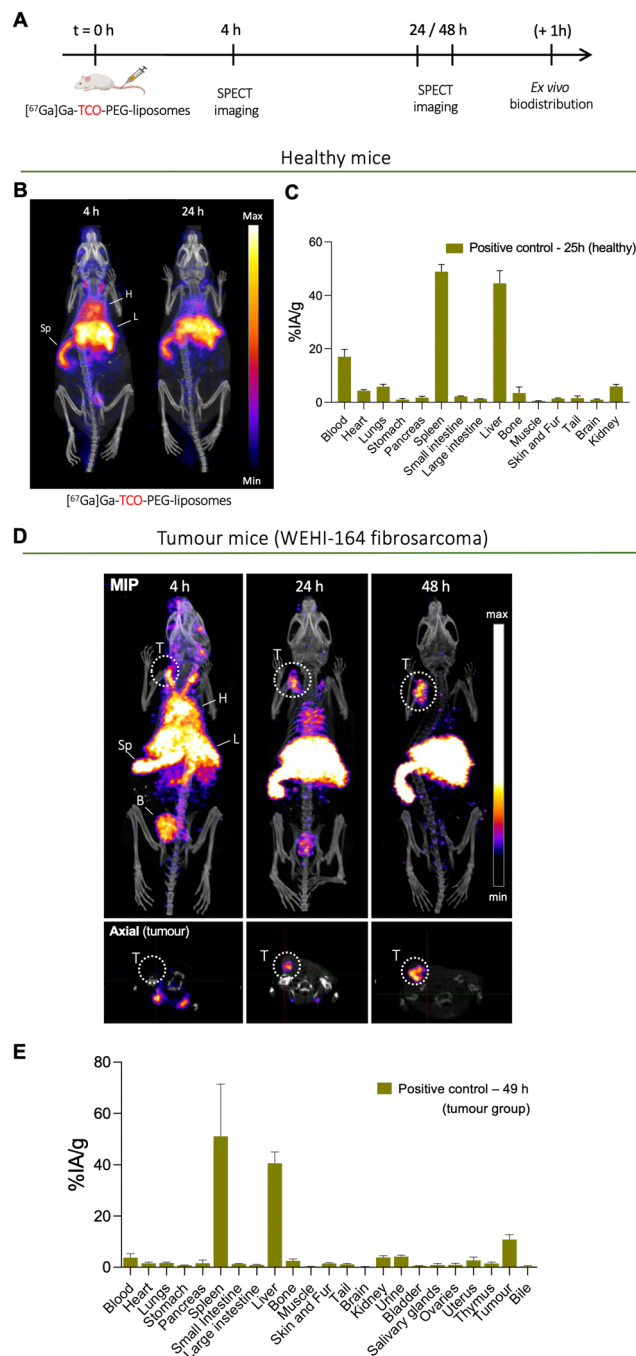 A
t = 0 h
4 h
24 / 48 h
(+ 1h)
[⁶⁷Ga]Ga-TCO-PEG-liposomes
SPECT
imaging
SPECT
imaging
Ex vivo
biodistribution
Healthy mice
B
4 h
24 h
Max
H
L
Sp
Min
[⁶⁷Ga]Ga-TCO-PEG-liposomes
C
Positive control - 25h (healthy)
%IA/g
60
40
20
0
Blood
Heart
Lungs
Stomach
Pancreas
Spleen
Small intestine
Large intestine
Liver
Bone
Muscle
Skin and Fur
Tail
Brain
Kidney
D
Tumour mice (WEHI-164 fibrosarcoma)
MIP
4 h
24 h
48 h
max
T
T
T
H
L
Sp
B
min
Axial (tumour)
T
T
T
E
Positive control – 49 h
(tumour group)
%IA/g
80
60
40
20
0
Blood
Heart
Lungs
Stomach
Pancreas
Spleen
Small Intestine
Large instestine
Liver
Bone
Muscle
Skin and Fur
Tail
Brain
Kidney
Urine
Bladder
Salivary glands
Ovaries
Uterus
Thymus
Tumour
Bile